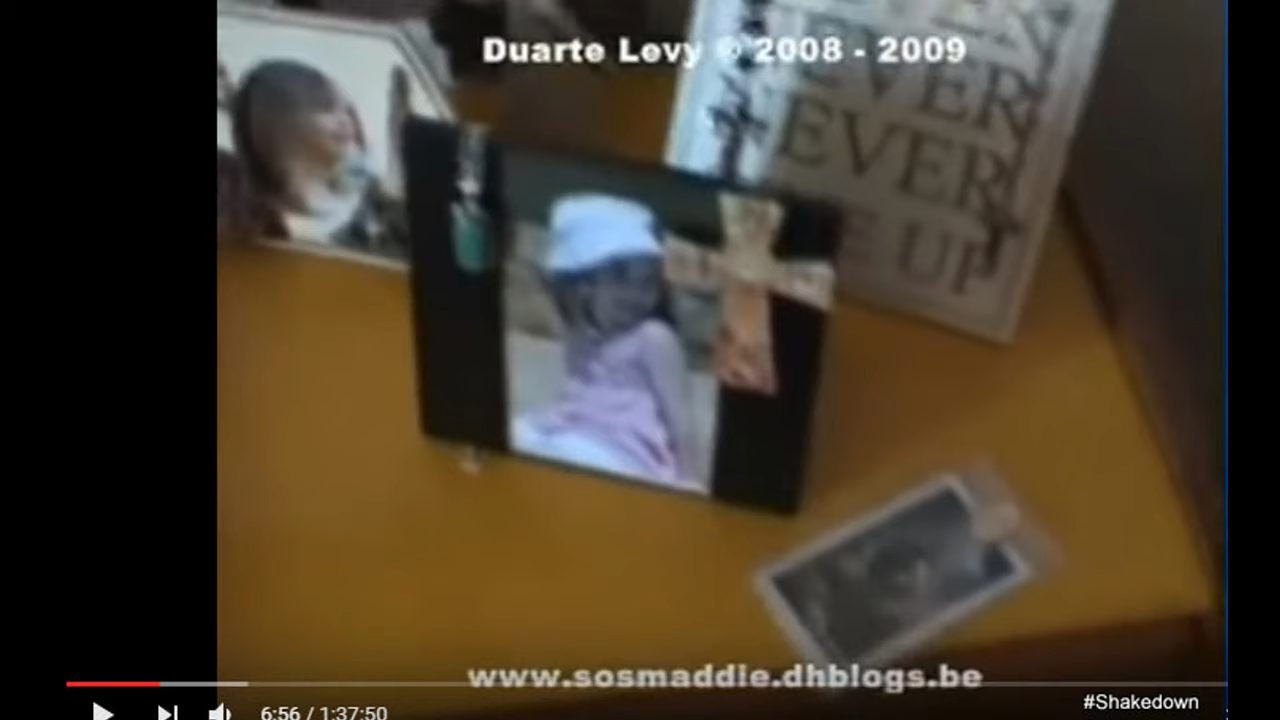 Duarte Levy © 2008 - 2009
EVER
EVER
UP
www.sosmaddie.dhblogs.be
#Shakedown
6:56 / 1:37:50